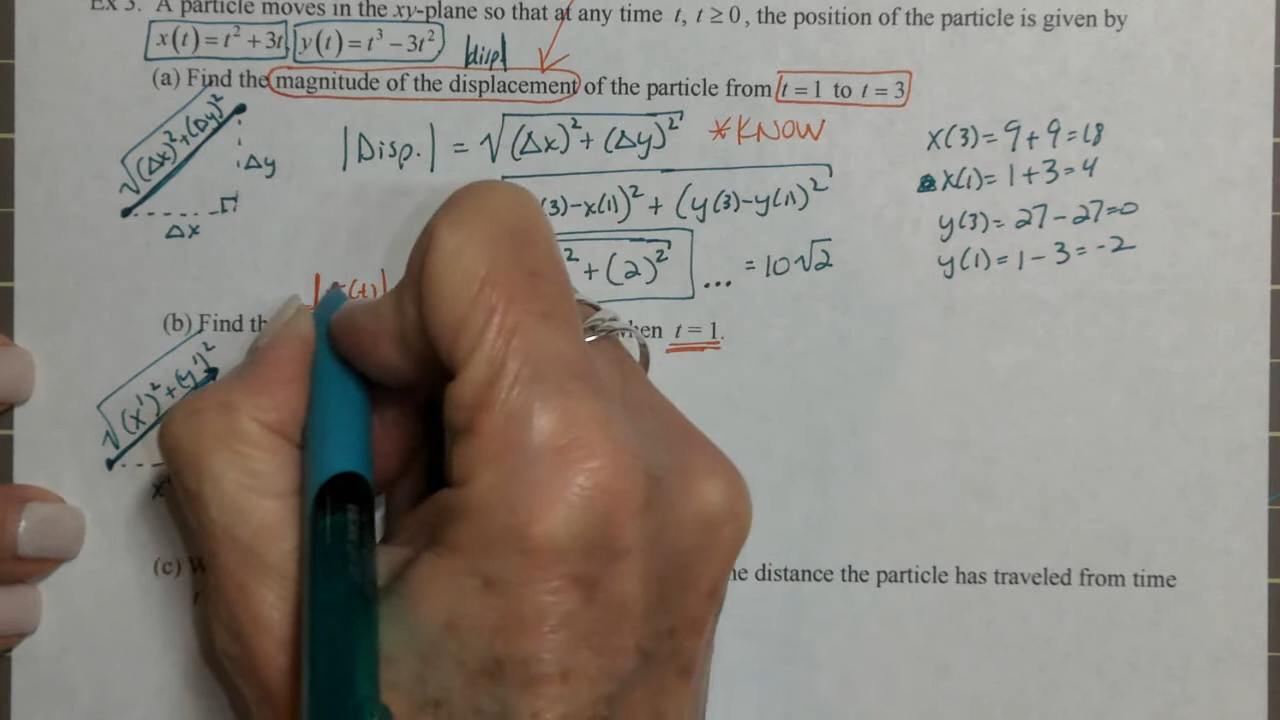 Ex 3. A particle moves in the xy-plane so that at any time t, t ≥ 0, the position of the particle is given by
x(t) = t² + 3t, y(t) = t³ − 3t²
|displ
(a) Find the magnitude of the displacement of the particle from t = 1 to t = 3
√(Δx)²+(Δy)²
Δy
Δx
|Disp.| = √(Δx)² + (Δy)² *KNOW
(3)−x(1))² + (y(3)−y(1))²
² + (2)² ... = 10√2
x(3) = 9 + 9 = 18
x(1) = 1 + 3 = 4
y(3) = 27 − 27 = 0
y(1) = 1 − 3 = −2
(t)|
(b) Find t = 1.
√(x')² + (y')²
(c)
distance the particle has traveled from time